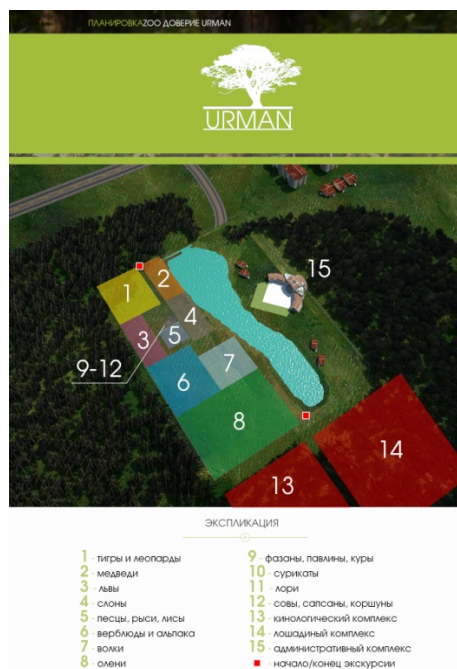 ПЛАНИРОВКАZOO ДОВЕРИЕ URMAN
URMAN
15
1
2
4
3
5
9-12
6
7
8
14
13
ЭКСПЛИКАЦИЯ
1 - тигры и леопарды
2 - медведи
3 - львы
4 - слоны
5 - песцы, рыси, лисы
6 - верблюды и альпака
7 - волки
8 - олени
9 - фазаны, павлины, куры
10 - сурикаты
11 - лори
12 - совы, сапсаны, коршуны
13 - кинологический комплекс
14 - лошадиный комплекс
15 - административный комплекс
- начало/конец экскурсии